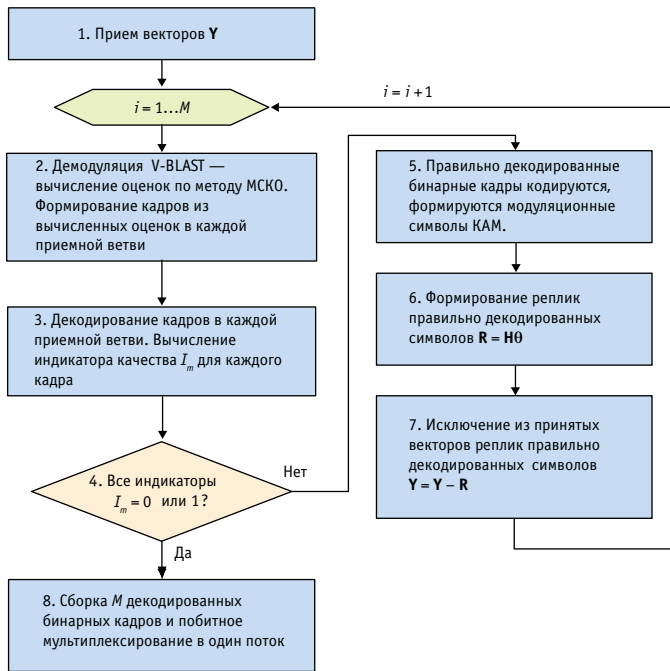 1. Прием векторов Y
i = 1...M
i = i + 1
2. Демодуляция V-BLAST —
вычисление оценок по методу МСКО.
Формирование кадров из
вычисленных оценок в каждой
приемной ветви
3. Декодирование кадров в каждой
приемной ветви. Вычисление
индикатора качества Iₘ для каждого
кадра
4. Все индикаторы
Iₘ = 0 или 1?
Нет
Да
5. Правильно декодированные
бинарные кадры кодируются,
формируются модуляционные
символы КАМ.
6. Формирование реплик
правильно декодированных
символов R = Hθ
7. Исключение из принятых
векторов реплик правильно
декодированных символов
Y = Y – R
8. Сборка M декодированных
бинарных кадров и побитное
мультиплексирование в один поток